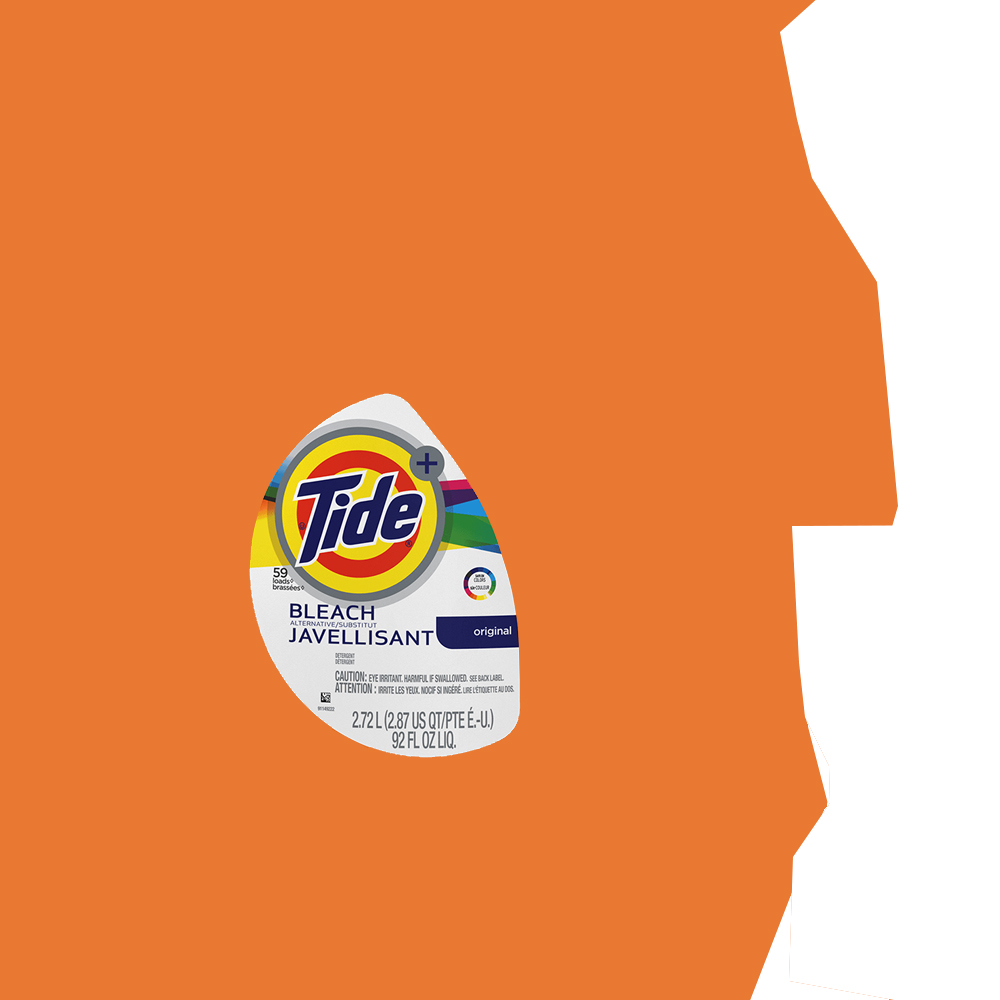 Tide
+
59
loads◊
brassées◊
BLEACH
ALTERNATIVE/SUBSTITUT
JAVELLISANT
original
DETERGENT
DÉTERGENT
CAUTION: EYE IRRITANT. HARMFUL IF SWALLOWED. SEE BACK LABEL.
ATTENTION : IRRITE LES YEUX. NOCIF SI INGÉRÉ. LIRE L'ÉTIQUETTE AU DOS.
2.72 L (2.87 US QT/PTE É.-U.)
92 FL OZ LIQ.